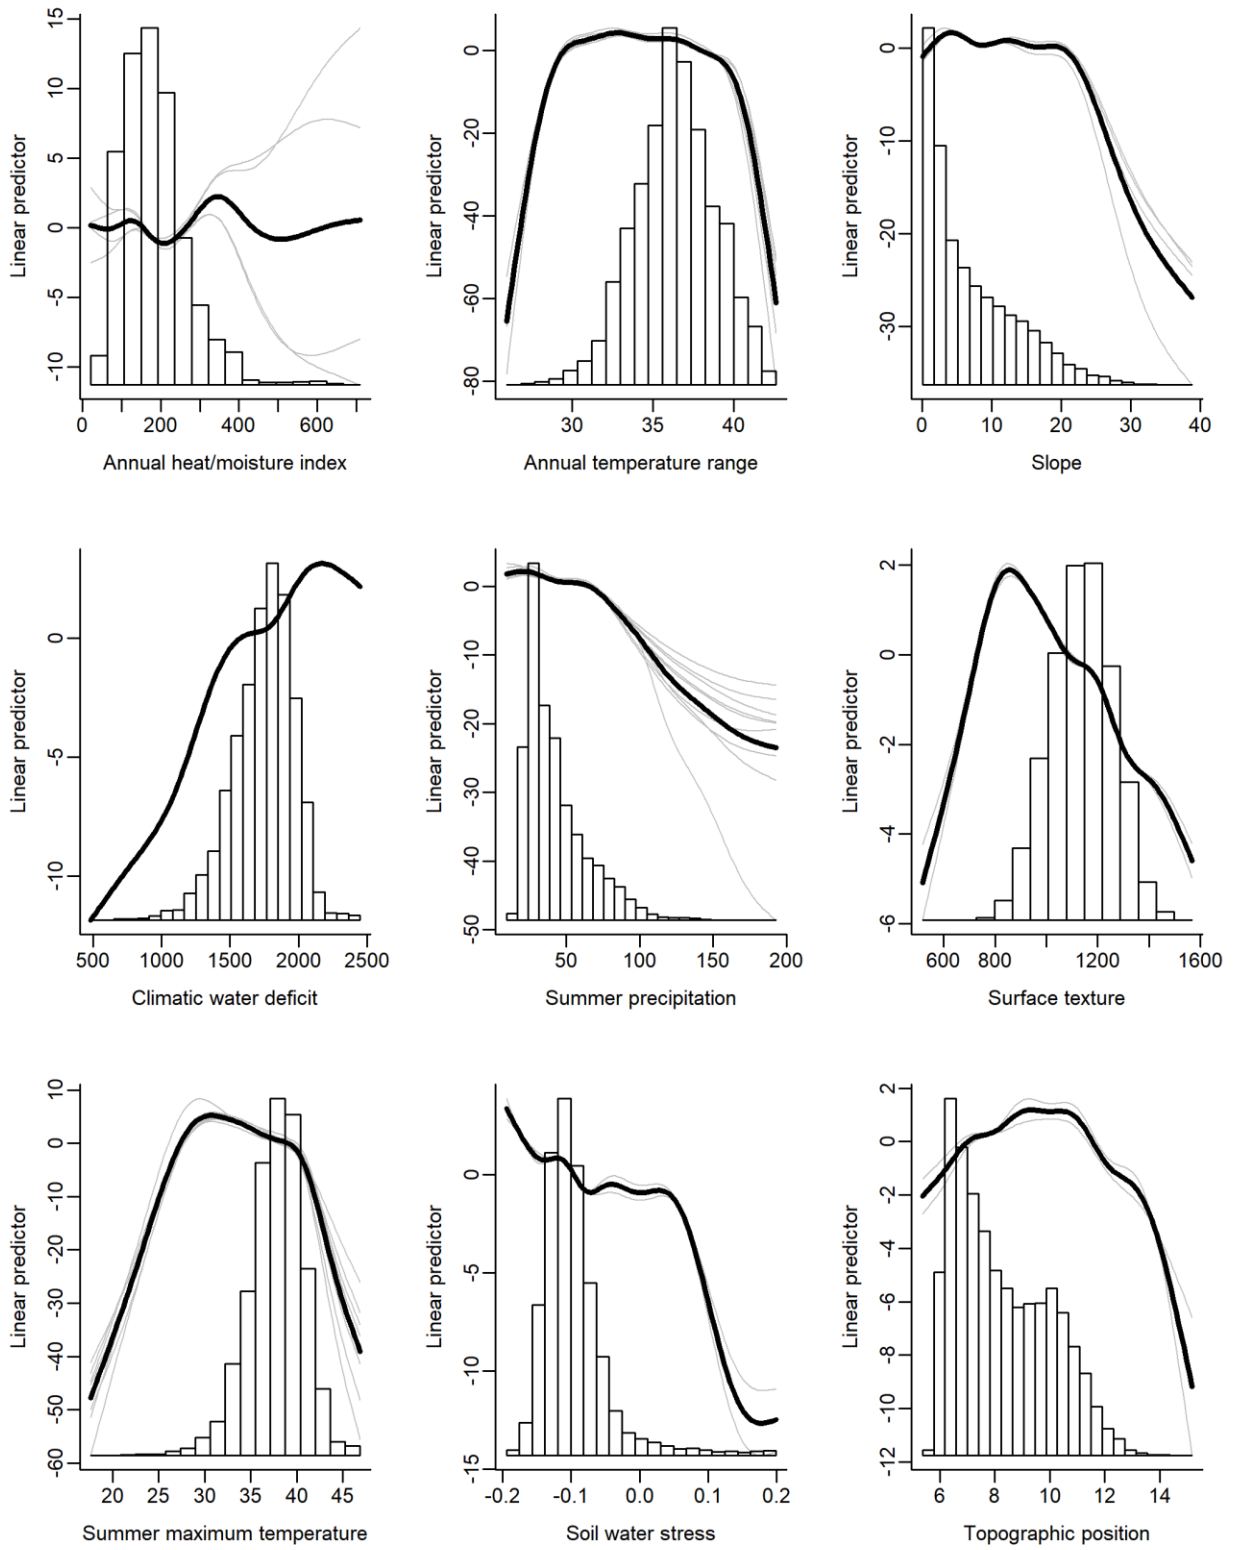 Linear predictor
-10 -5 0 5 10 15
0 200 400 600
Annual heat/moisture index
Linear predictor
-80 -60 -40 -20 0
30 35 40
Annual temperature range
Linear predictor
-30 -20 -10 0
0 10 20 30 40
Slope
Linear predictor
-10 -5 0
500 1000 1500 2000 2500
Climatic water deficit
Linear predictor
-50 -40 -30 -20 -10 0
50 100 150 200
Summer precipitation
Linear predictor
-6 -4 -2 0 2
600 800 1200 1600
Surface texture
Linear predictor
-60 -50 -40 -30 -20 -10 0 10
20 25 30 35 40 45
Summer maximum temperature
Linear predictor
-15 -10 -5 0
-0.2 -0.1 0.0 0.1 0.2
Soil water stress
Linear predictor
-12 -10 -8 -6 -4 -2 0 2
6 8 10 12 14
Topographic position